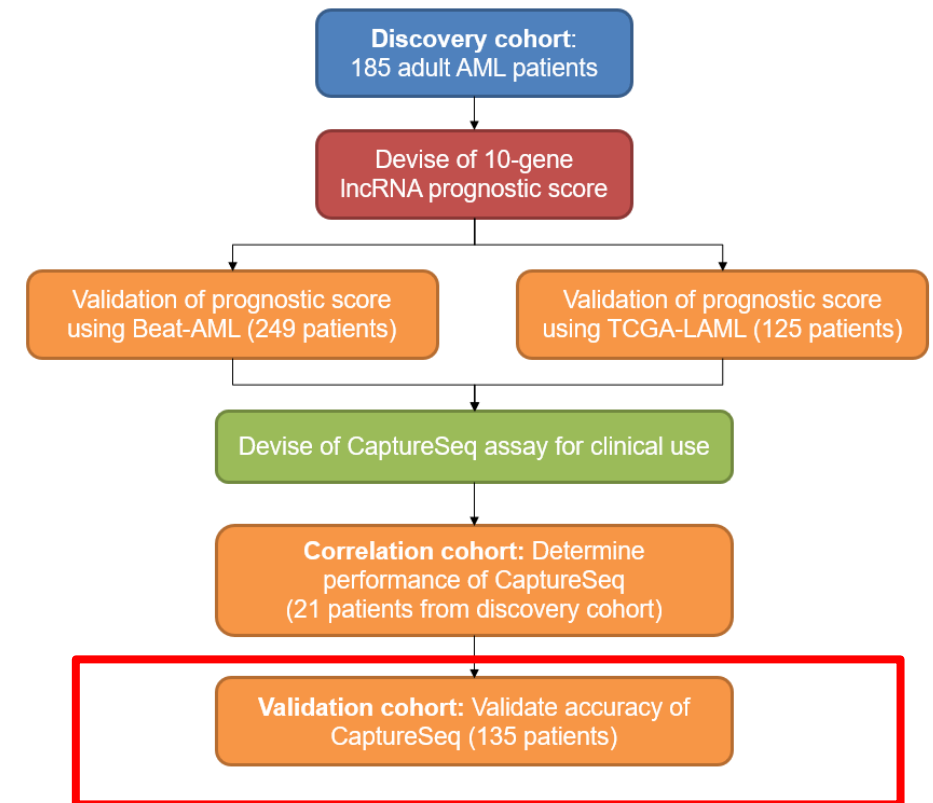 Discovery cohort:
185 adult AML patients
Devise of 10-gene
lncRNA prognostic score
Validation of prognostic score
using Beat-AML (249 patients)
Validation of prognostic score
using TCGA-LAML (125 patients)
Devise of CaptureSeq assay for clinical use
Correlation cohort: Determine
performance of CaptureSeq
(21 patients from discovery cohort)
Validation cohort: Validate accuracy of
CaptureSeq (135 patients)